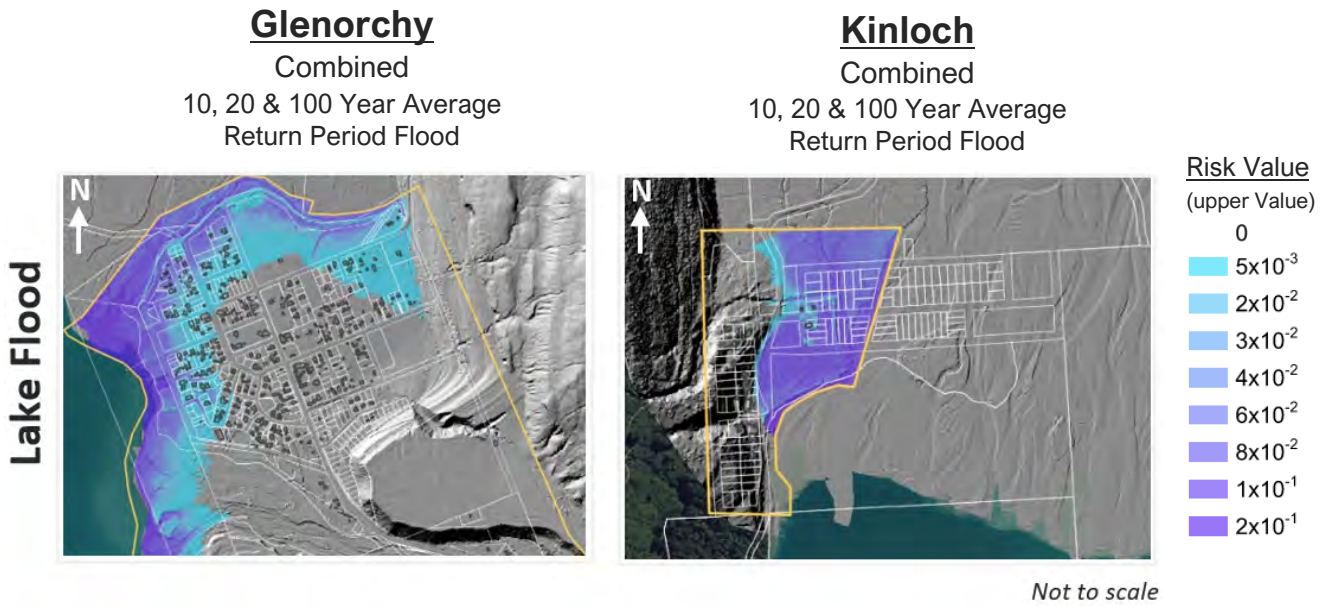 Glenorchy
Combined
10, 20 & 100 Year Average
Return Period Flood
Kinloch
Combined
10, 20 & 100 Year Average
Return Period Flood
Lake Flood
N
N
Risk Value
(upper Value)
0
5x10⁻³
2x10⁻²
3x10⁻²
4x10⁻²
6x10⁻²
8x10⁻²
1x10⁻¹
2x10⁻¹
Not to scale